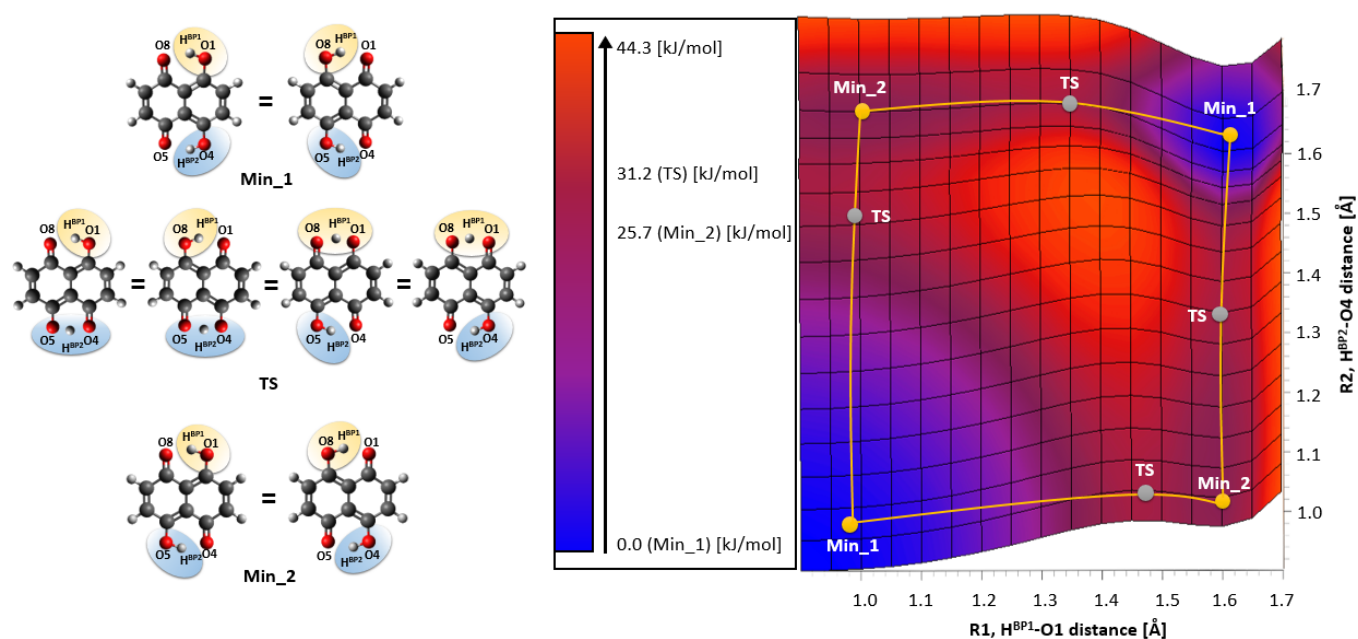 O8 H^BP1 O1 O8 H^BP1 O1
=
O5 H^BP2 O4 O5 H^BP2 O4
Min_1
O8 H^BP1 O1 O8 H^BP1 O1 O8 H^BP1 O1 O8 H^BP1 O1
= = =
O5 H^BP2 O4 O5 H^BP2 O4 O5 H^BP2 O4 O5 H^BP2 O4
TS
O8 H^BP1 O1 O8 H^BP1 O1
=
O5 H^BP2 O4 O5 H^BP2 O4
Min_2
44.3 [kJ/mol]
31.2 (TS) [kJ/mol]
25.7 (Min_2) [kJ/mol]
0.0 (Min_1) [kJ/mol]
Min_2
TS
Min_1
TS
TS
TS
Min_2
Min_1
1.7
1.6
1.5
1.4
1.3
1.2
1.1
1.0
R2, H^BP2-O4 distance [Å]
1.0 1.1 1.2 1.3 1.4 1.5 1.6 1.7
R1, H^BP1-O1 distance [Å]